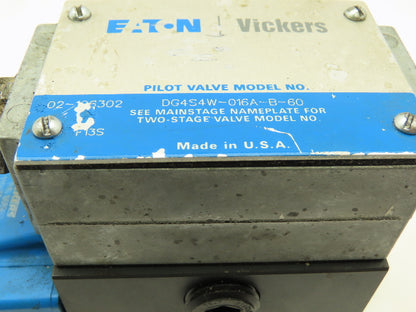 EATON Vickers
PILOT VALVE MODEL NO.
DG4S4W-016A-B-60
SEE MAINSTAGE NAMEPLATE FOR
TWO-STAGE VALVE MODEL NO.
F13S
Made in U.S.A.